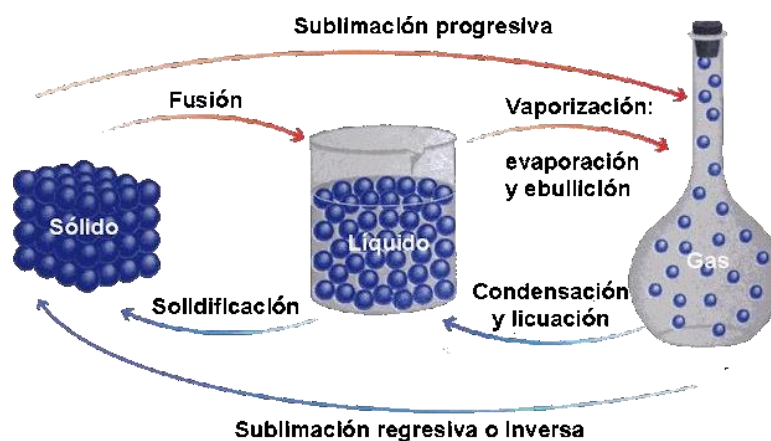 Sublimación progresiva
Fusión
Vaporización:
evaporación
y ebullición
Sólido
Líquido
Gas
Solidificación
Condensación
y licuación
Sublimación regresiva o inversa